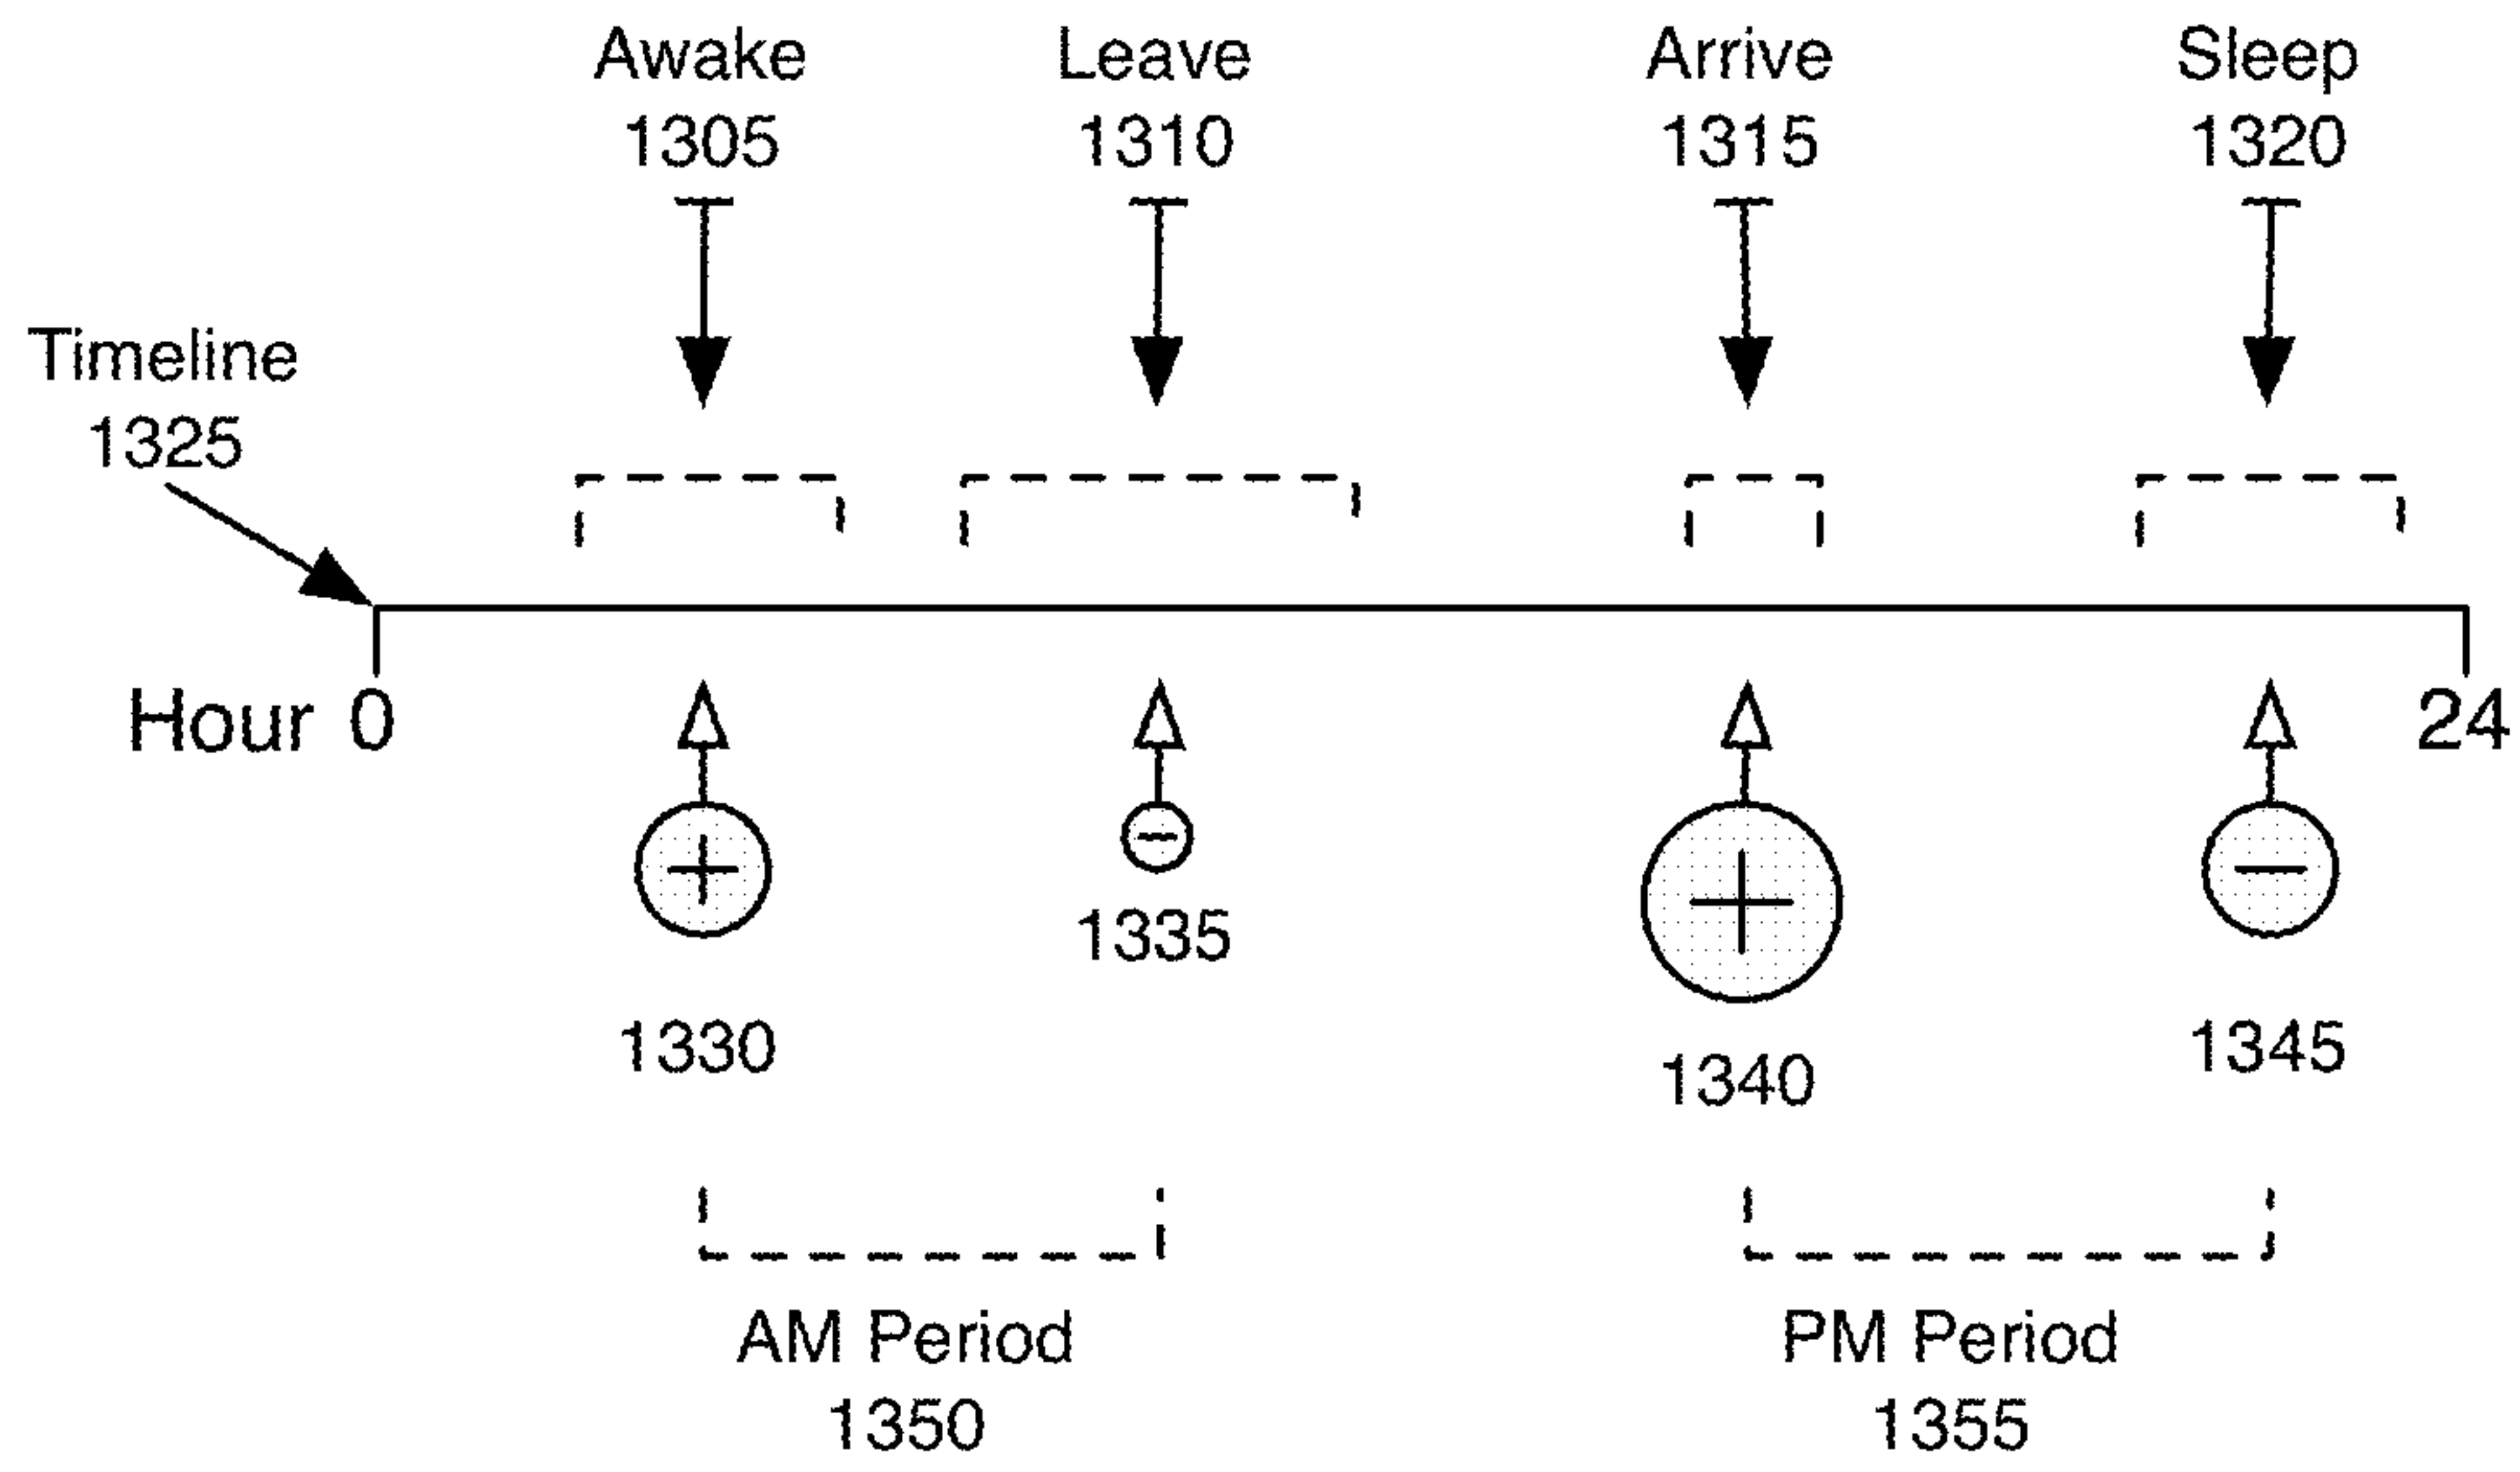 Awake Leave Arrive Sleep
1305 1310 1315 1320
Timeline
1325
Hour 0 24
+ − + −
1335
1330 1340 1345
AM Period PM Period
1350 1355